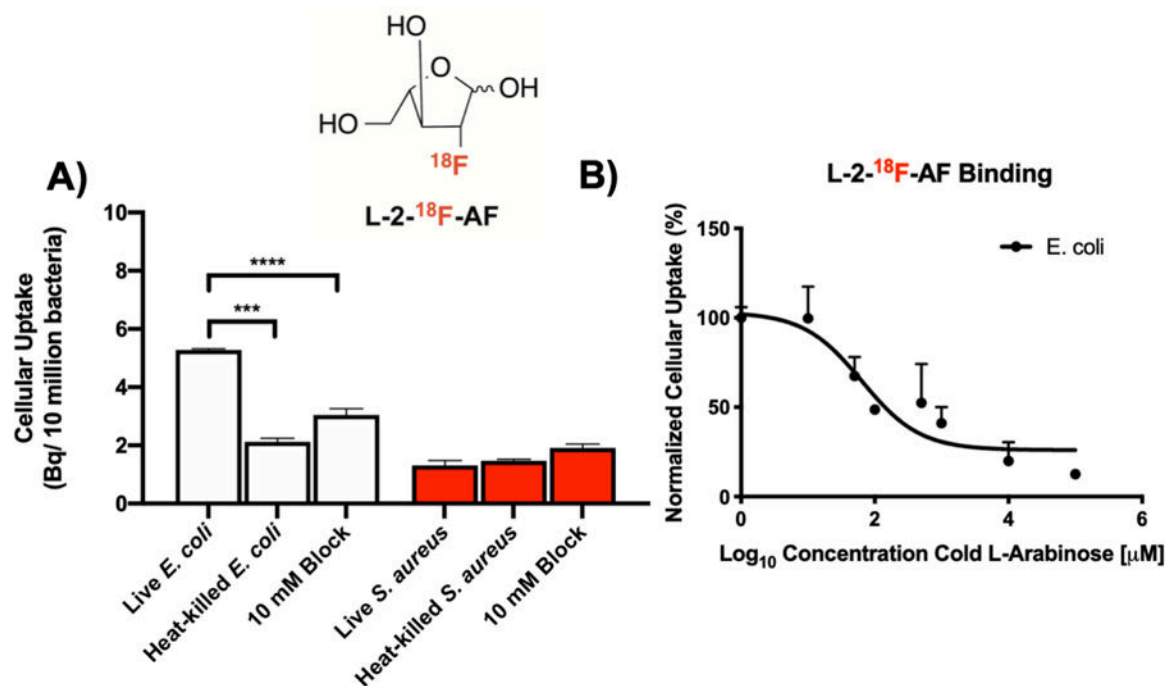 HO
O
OH
HO
18F
L-2-18F-AF
A)
10
8
6
4
2
0
Cellular Uptake
(Bq/ 10 million bacteria)
****
***
Live E. coli
Heat-killed E. coli
10 mM Block
Live S. aureus
Heat-killed S. aureus
10 mM Block
B)
L-2-18F-AF Binding
E. coli
Normalized Cellular Uptake (%)
150
100
50
0
0
2
4
6
Log10 Concentration Cold L-Arabinose [μM]